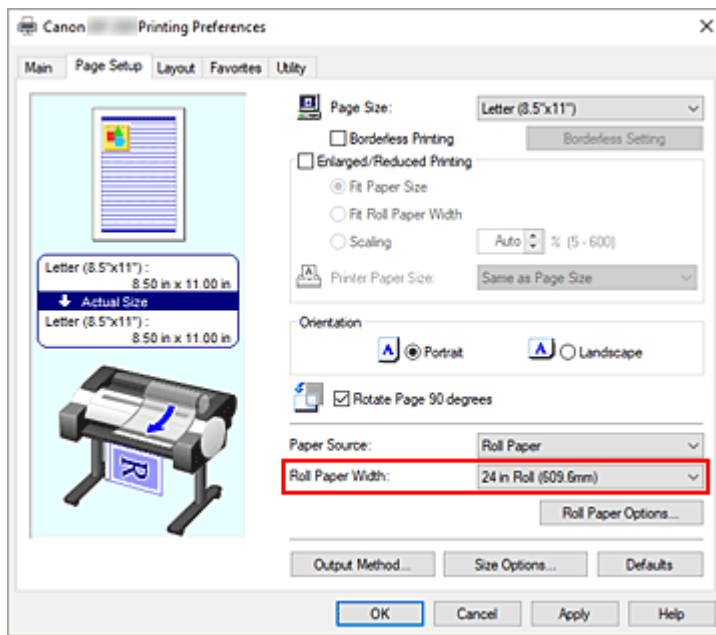 Canon Printing Preferences
Main Page Setup Layout Favorites Utility
Page Size: Letter (8.5"x11")
Borderless Printing Borderless Setting
Enlarged/Reduced Printing
Fit Paper Size
Fit Roll Paper Width
Scaling Auto % (5 - 600)
Printer Paper Size: Same as Page Size
Letter (8.5"x11") :
8.50 in x 11.00 in
Actual Size
Letter (8.5"x11") :
8.50 in x 11.00 in
Orientation
A Portrait A Landscape
Rotate Page 90 degrees
Paper Source: Roll Paper
Roll Paper Width: 24 in Roll (609.6mm)
R
Roll Paper Options...
Output Method... Size Options... Defaults
OK Cancel Apply Help